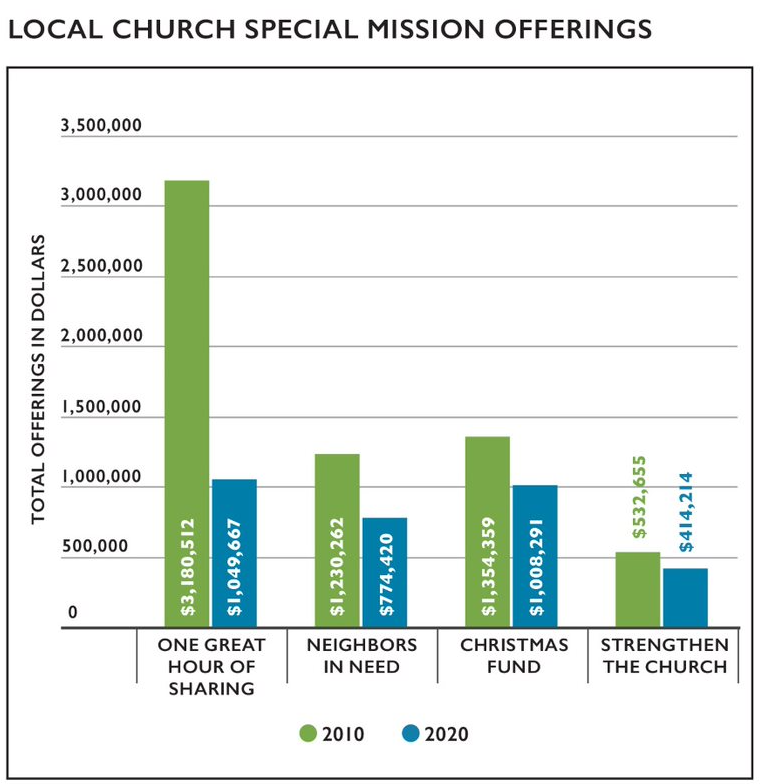 LOCAL CHURCH SPECIAL MISSION OFFERINGS
TOTAL OFFERINGS IN DOLLARS
3,500,000
3,000,000
2,500,000
2,000,000
1,500,000
1,000,000
500,000
0
$3,180,512
$1,049,667
$1,230,262
$774,420
$1,354,359
$1,008,291
$532,655
$414,214
ONE GREAT
HOUR OF
SHARING
NEIGHBORS
IN NEED
CHRISTMAS
FUND
STRENGTHEN
THE CHURCH
2010
2020